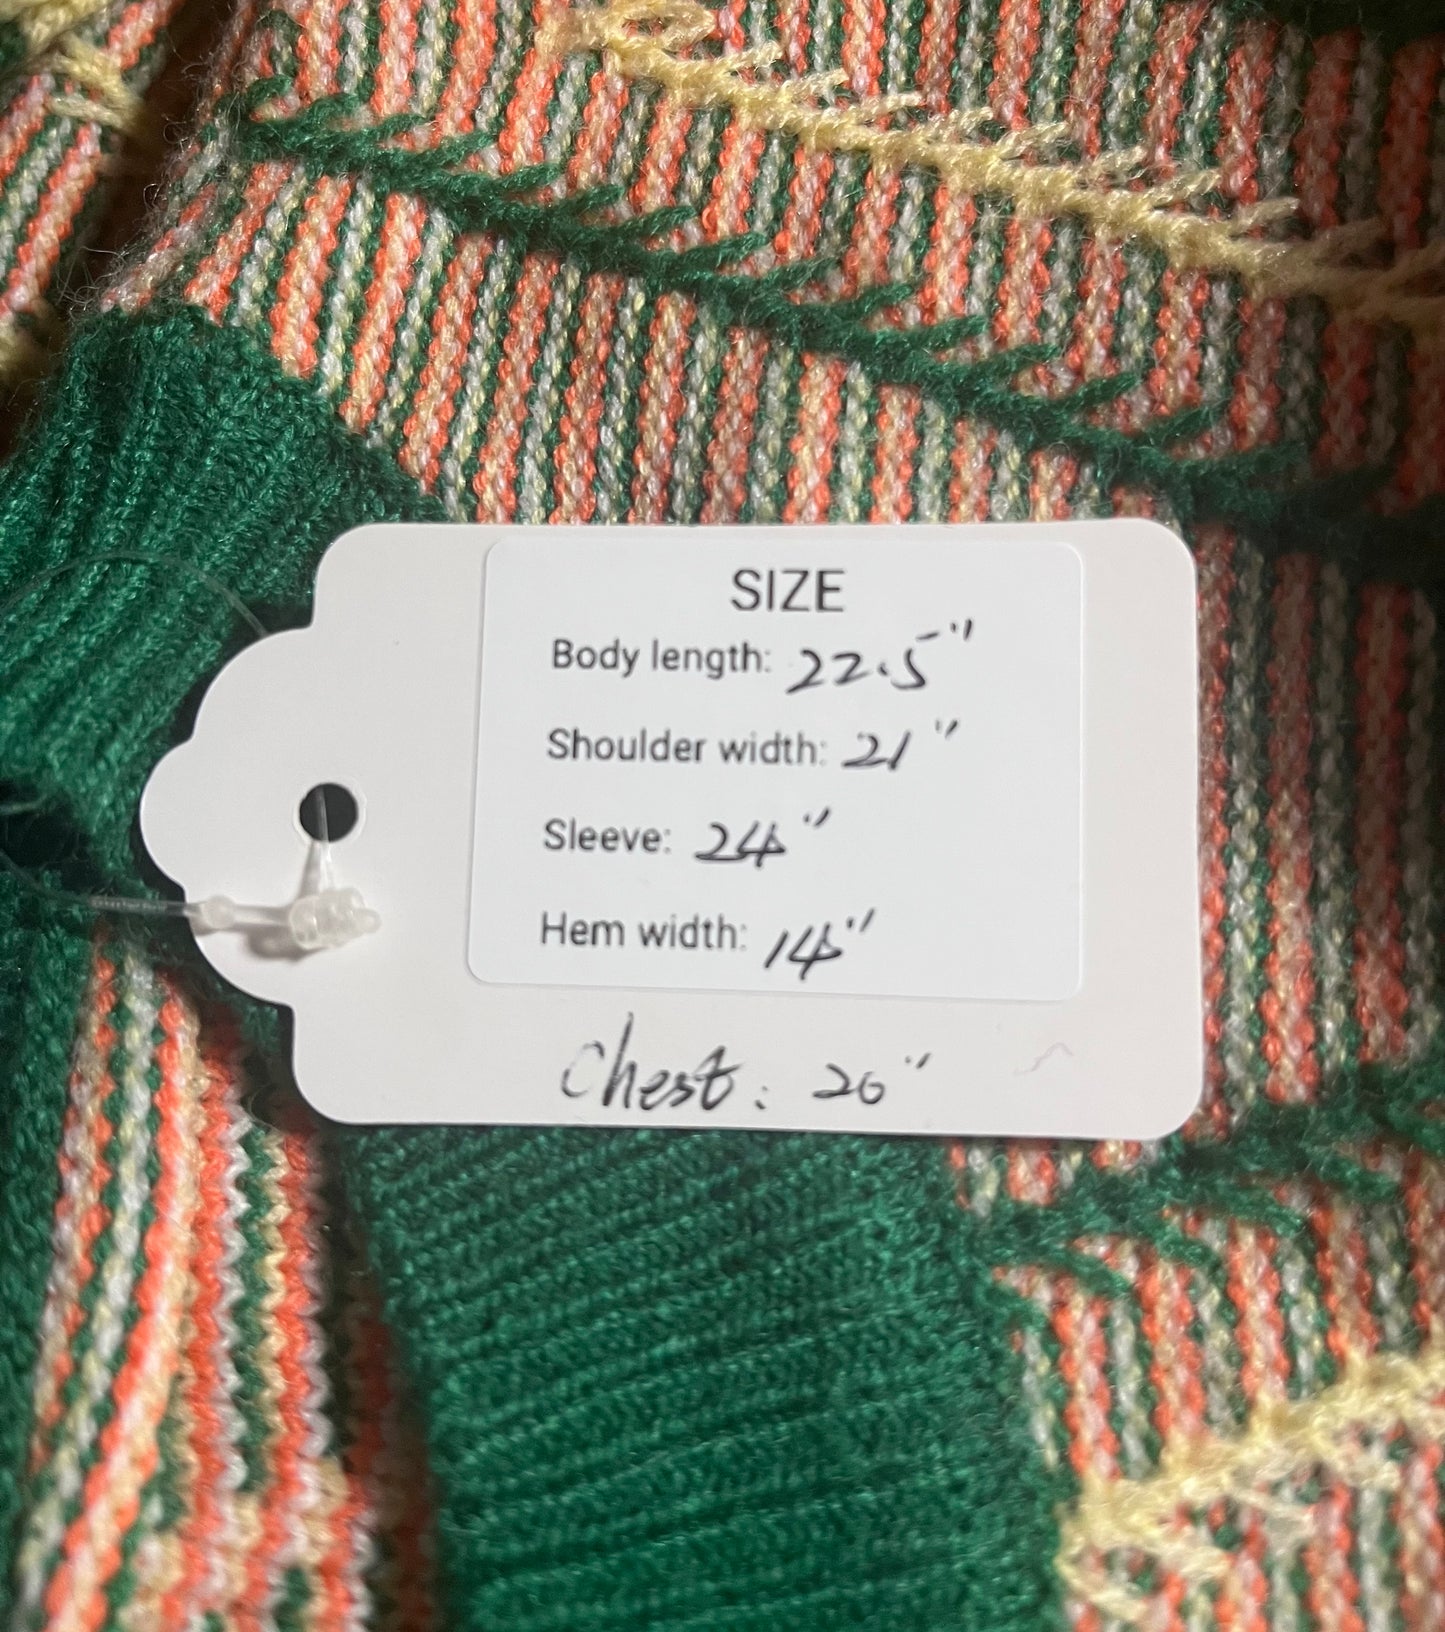 SIZE
Body length: 22.5"
Shoulder width: 21"
Sleeve: 24"
Hem width: 14"
Chest: 20"